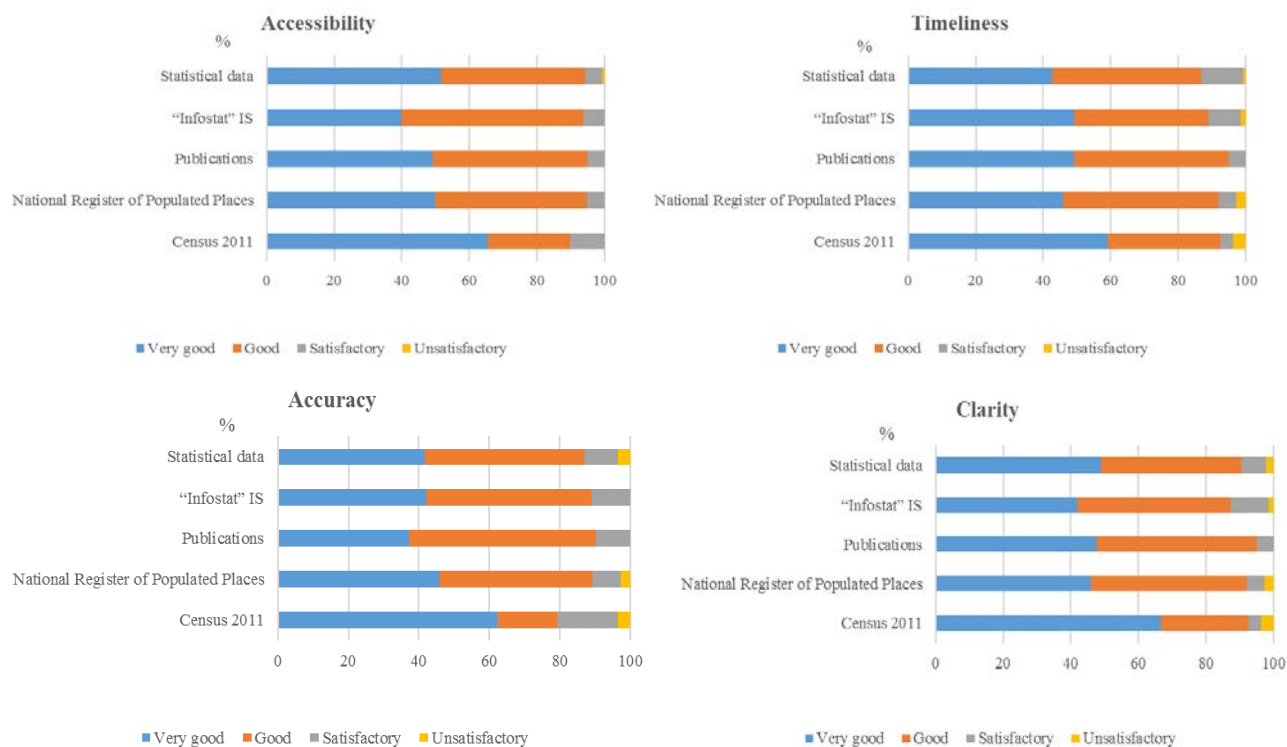 Accessibility
%
Statistical data
“Infostat” IS
Publications
National Register of Populated Places
Census 2011
0 20 40 60 80 100
Very good Good Satisfactory Unsatisfactory
Timeliness
%
Statistical data
“Infostat” IS
Publications
National Register of Populated Places
Census 2011
0 20 40 60 80 100
Very good Good Satisfactory Unsatisfactory
Accuracy
%
Statistical data
“Infostat” IS
Publications
National Register of Populated Places
Census 2011
0 20 40 60 80 100
Very good Good Satisfactory Unsatisfactory
Clarity
%
Statistical data
“Infostat” IS
Publications
National Register of Populated Places
Census 2011
0 20 40 60 80 100
Very good Good Satisfactory Unsatisfactory